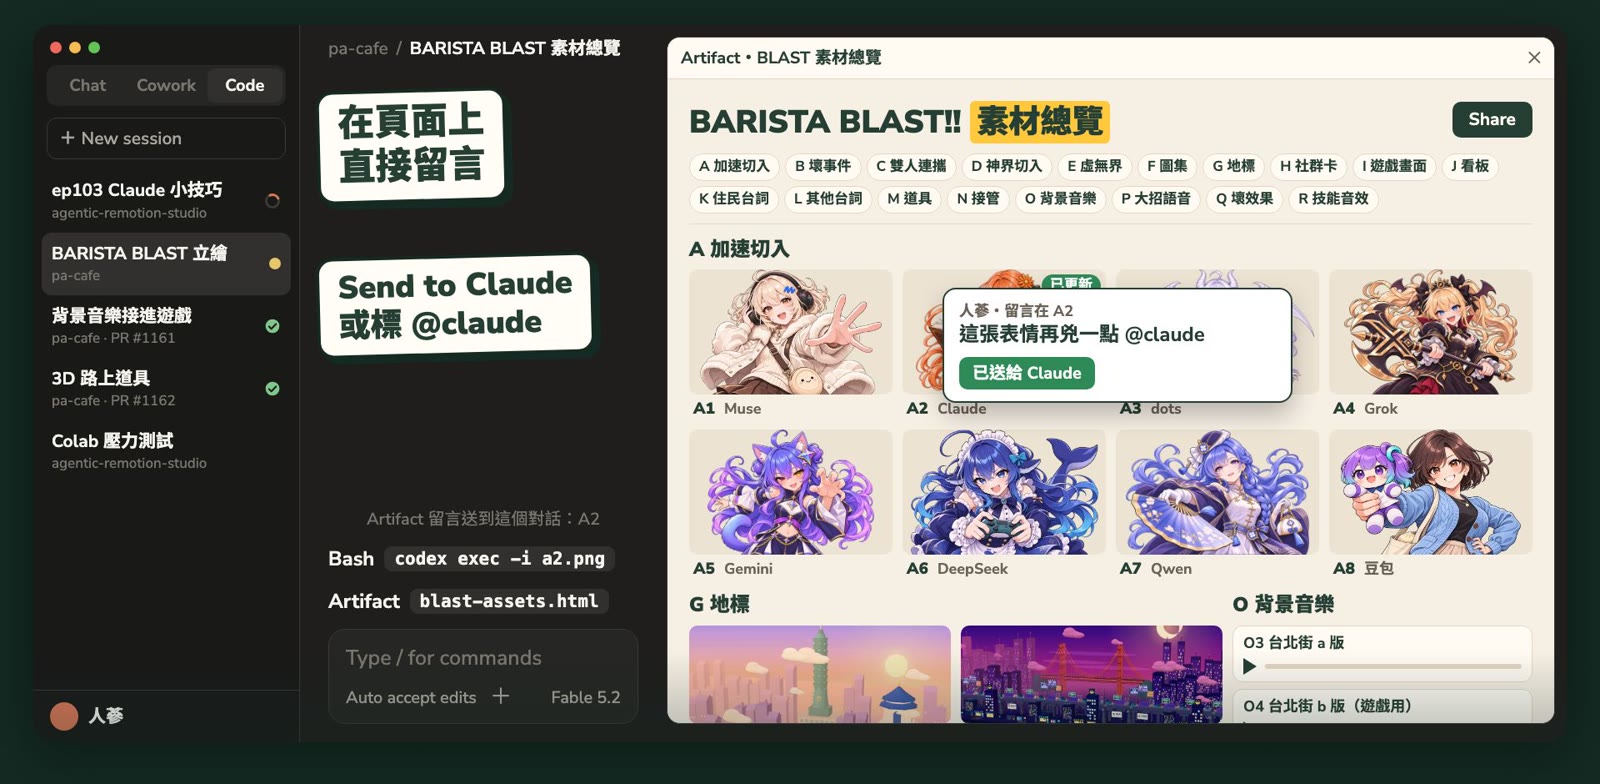 Chat Cowork Code
+ New session
ep103 Claude 小技巧
agentic-remotion-studio
BARISTA BLAST 立繪
pa-cafe
背景音樂接進遊戲
pa-cafe · PR #1161
3D 路上道具
pa-cafe · PR #1162
Colab 壓力測試
agentic-remotion-studio
人蔘
pa-cafe / BARISTA BLAST 素材總覽
在頁面上
直接留言
Send to Claude
或標 @claude
Artifact 留言送到這個對話：A2
Bash codex exec -i a2.png
Artifact blast-assets.html
Type / for commands
Auto accept edits + Fable 5.2
Artifact • BLAST 素材總覽
BARISTA BLAST!! 素材總覽
Share
A 加速切入 B 壞事件 C 雙人連攜 D 神界切入 E 虛無界 F 圖集 G 地標 H 社群卡 I 遊戲畫面 J 看板
K 住民台詞 L 其他台詞 M 道具 N 接管 O 背景音樂 P 大招語音 Q 壞效果 R 技能音效
A 加速切入
已更新
人蔘 • 留言在 A2
這張表情再兇一點 @claude
已送給 Claude
A1 Muse
A2 Claude
A3 dots
A4 Grok
A5 Gemini
A6 DeepSeek
A7 Qwen
A8 豆包
G 地標
O 背景音樂
O3 台北街 a 版
O4 台北街 b 版（遊戲用）